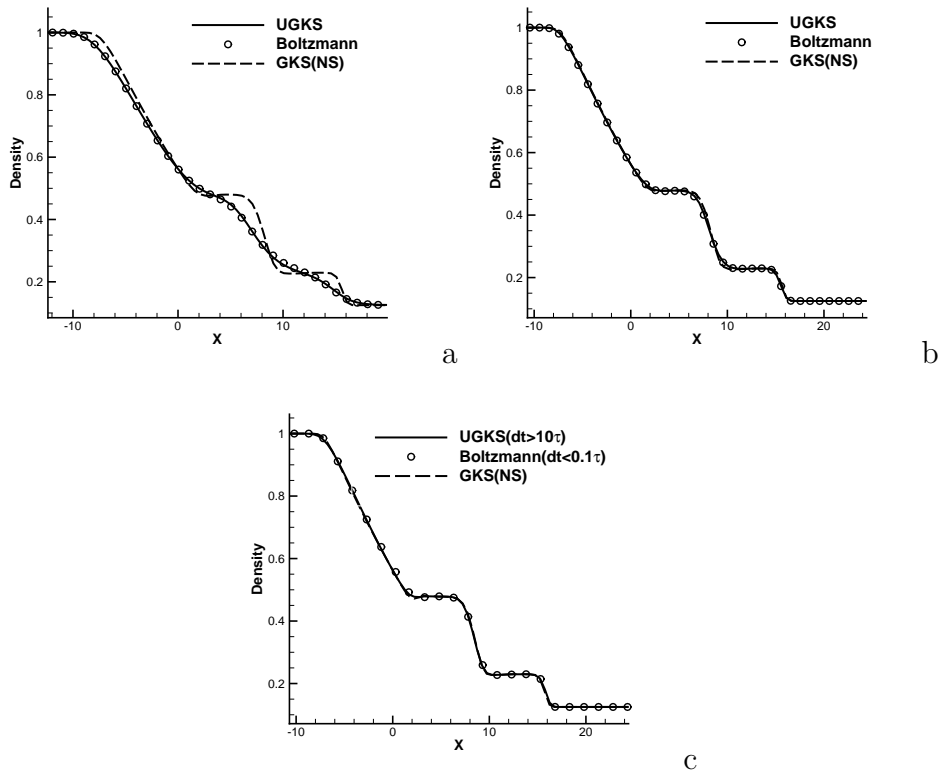 UGKS
Boltzmann
GKS(NS)
Density
1
0.8
0.6
0.4
0.2
-10
0
10
X
a
UGKS
Boltzmann
GKS(NS)
Density
1
0.8
0.6
0.4
0.2
-10
0
10
20
X
b
UGKS(dt>10τ)
Boltzmann(dt<0.1τ)
GKS(NS)
Density
1
0.8
0.6
0.4
0.2
-10
0
10
20
X
c